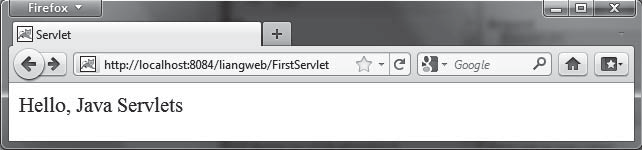 Firefox
Servlet
http://localhost:8084/liangweb/FirstServlet
Google
Hello, Java Servlets